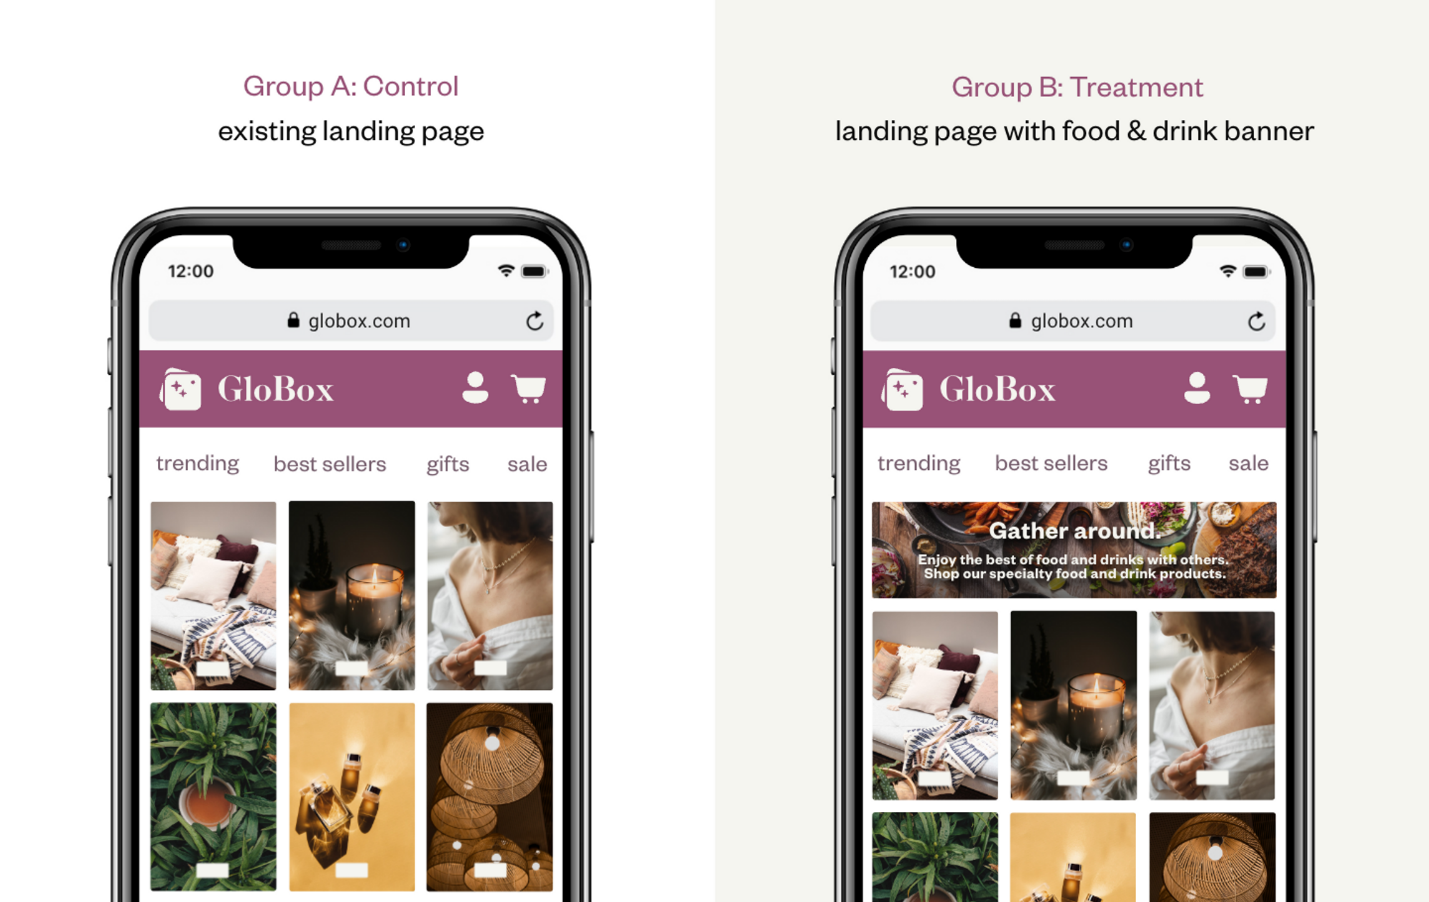 Group A: Control
existing landing page
12:00
globox.com
GloBox
trending best sellers gifts sale
Group B: Treatment
landing page with food & drink banner
12:00
globox.com
GloBox
trending best sellers gifts sale
Gather around.
Enjoy the best of food and drinks with others.
Shop our specialty food and drink products.